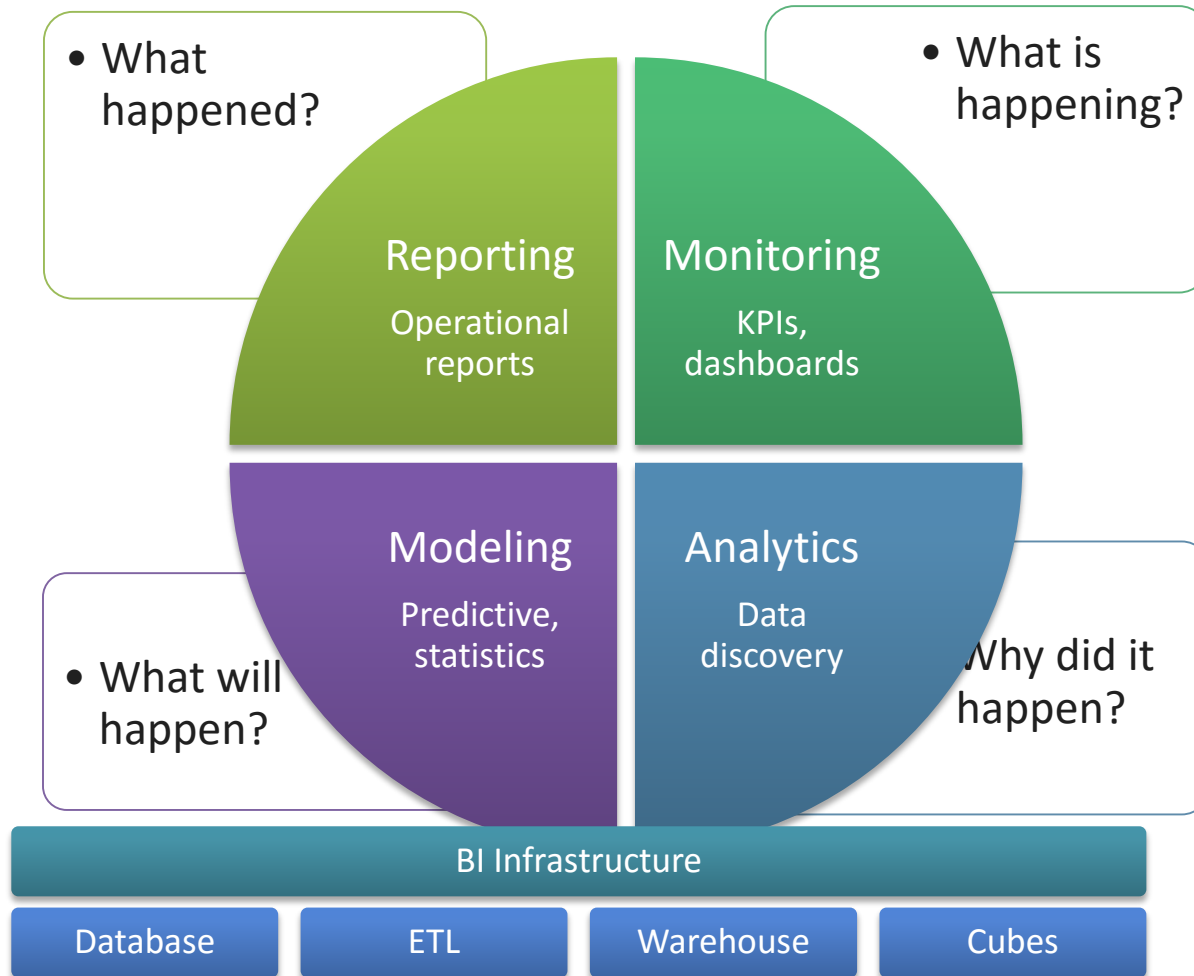 • What
happened?
• What is
happening?
Reporting
Operational
reports
Monitoring
KPIs,
dashboards
Modeling
Predictive,
statistics
Analytics
Data
discovery
• What will
happen?
Why did it
happen?
BI Infrastructure
Database
ETL
Warehouse
Cubes